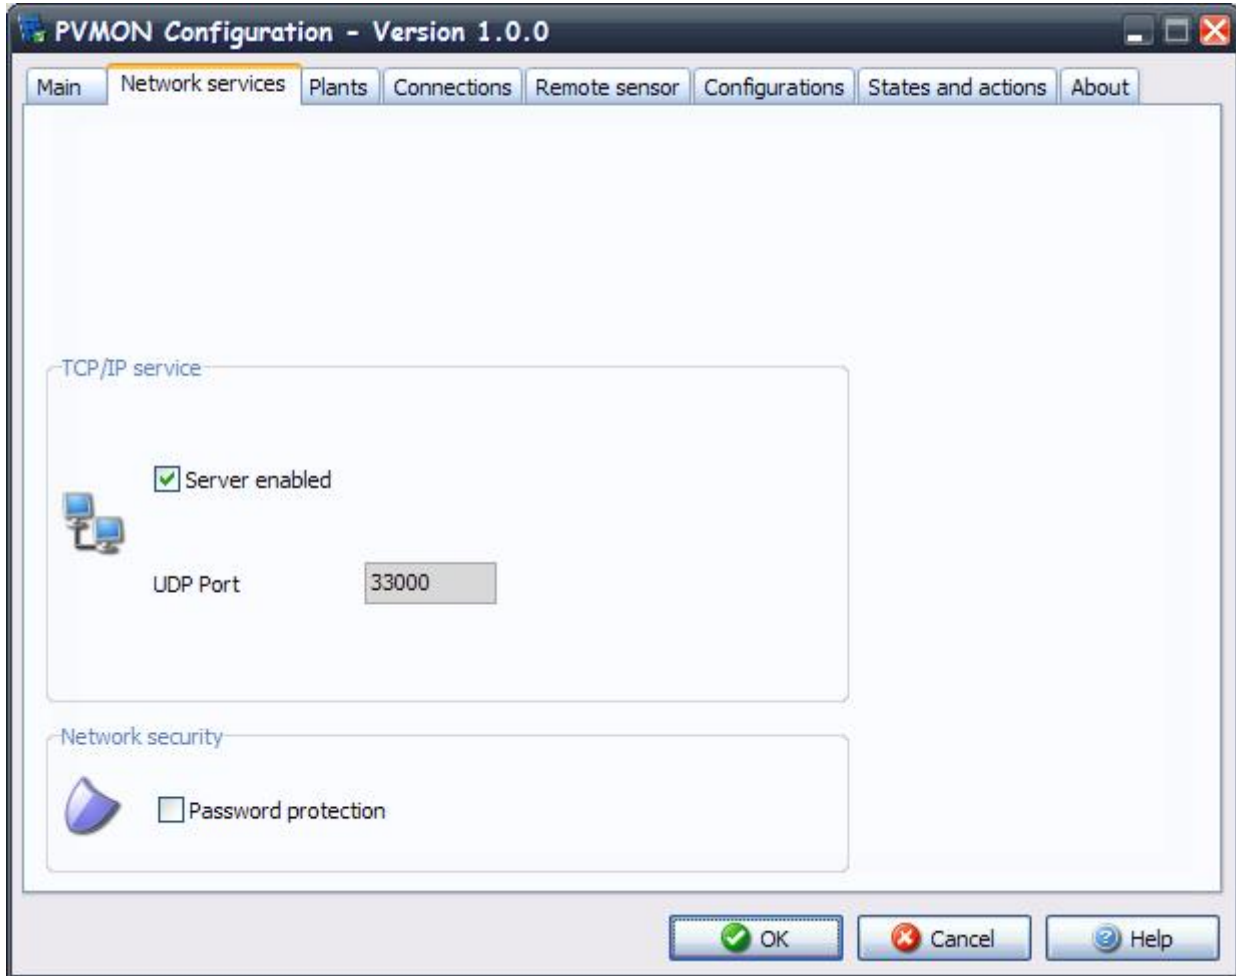 PVMON Configuration - Version 1.0.0
Main Network services Plants Connections Remote sensor Configurations States and actions About
TCP/IP service
Server enabled
UDP Port 33000
Network security
Password protection
OK Cancel Help